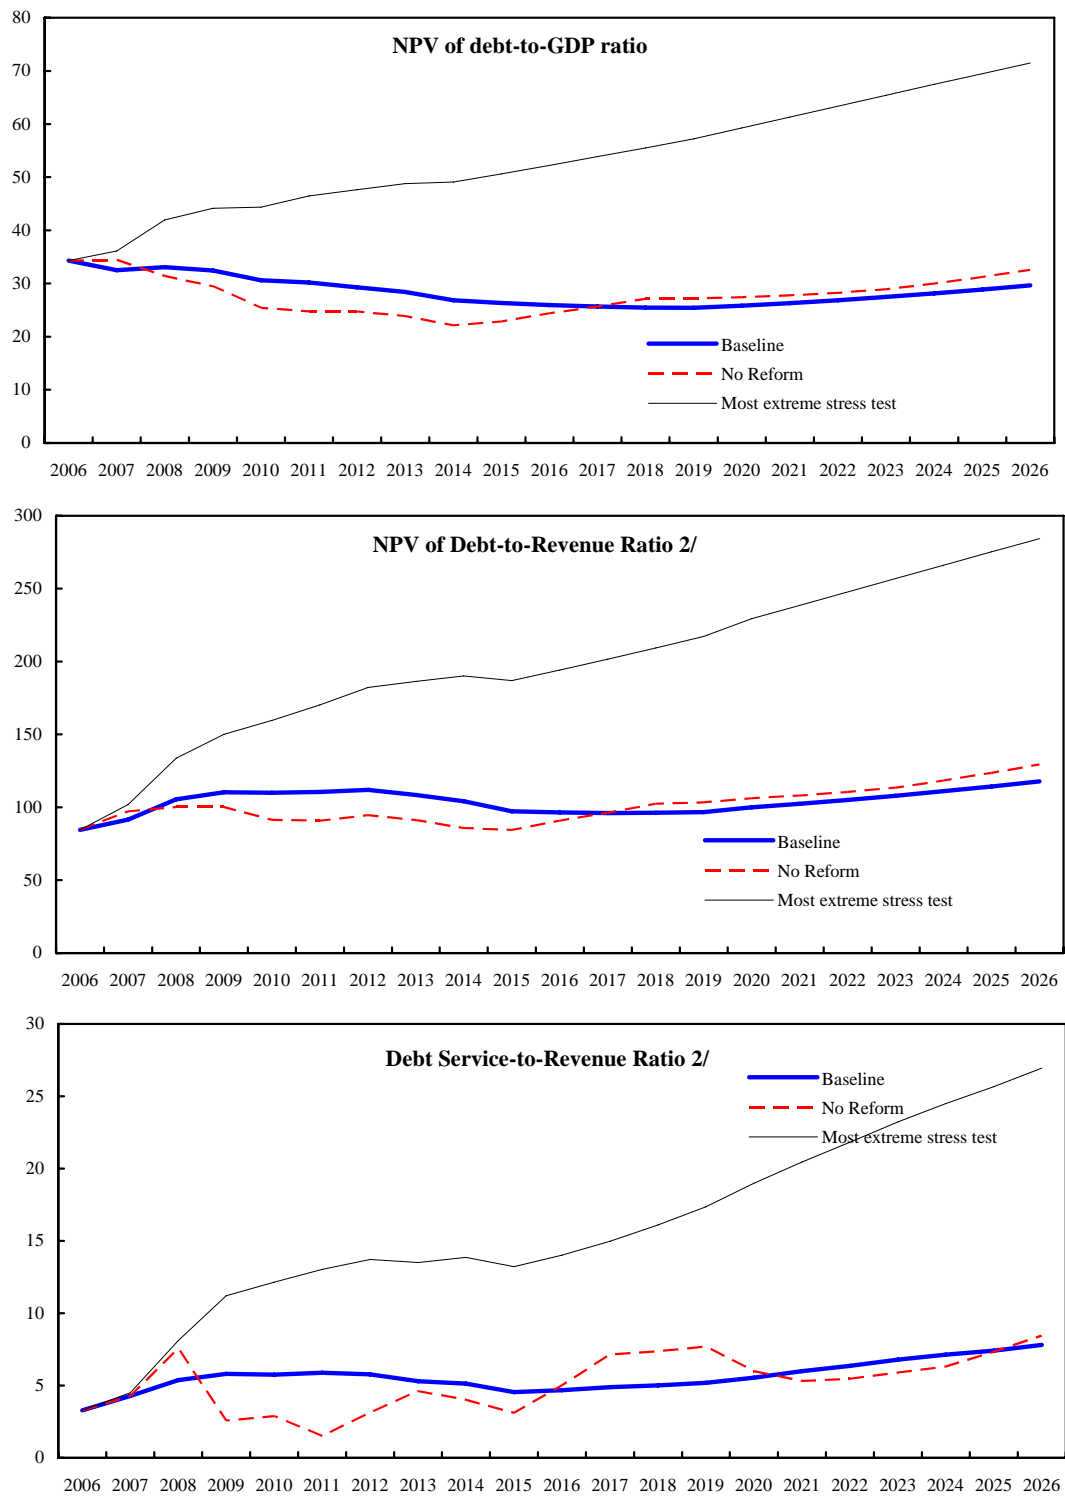 80
NPV of debt-to-GDP ratio
70
60
50
40
30
20
Baseline
No Reform
10
Most extreme stress test
0
2006 2007 2008 2009 2010 2011 2012 2013 2014 2015 2016 2017 2018 2019 2020 2021 2022 2023 2024 2025 2026
300
NPV of Debt-to-Revenue Ratio 2/
250
200
150
100
Baseline
No Reform
50
Most extreme stress test
0
2006 2007 2008 2009 2010 2011 2012 2013 2014 2015 2016 2017 2018 2019 2020 2021 2022 2023 2024 2025 2026
30
Debt Service-to-Revenue Ratio 2/
Baseline
25
No Reform
Most extreme stress test
20
15
10
5
0
2006 2007 2008 2009 2010 2011 2012 2013 2014 2015 2016 2017 2018 2019 2020 2021 2022 2023 2024 2025 2026